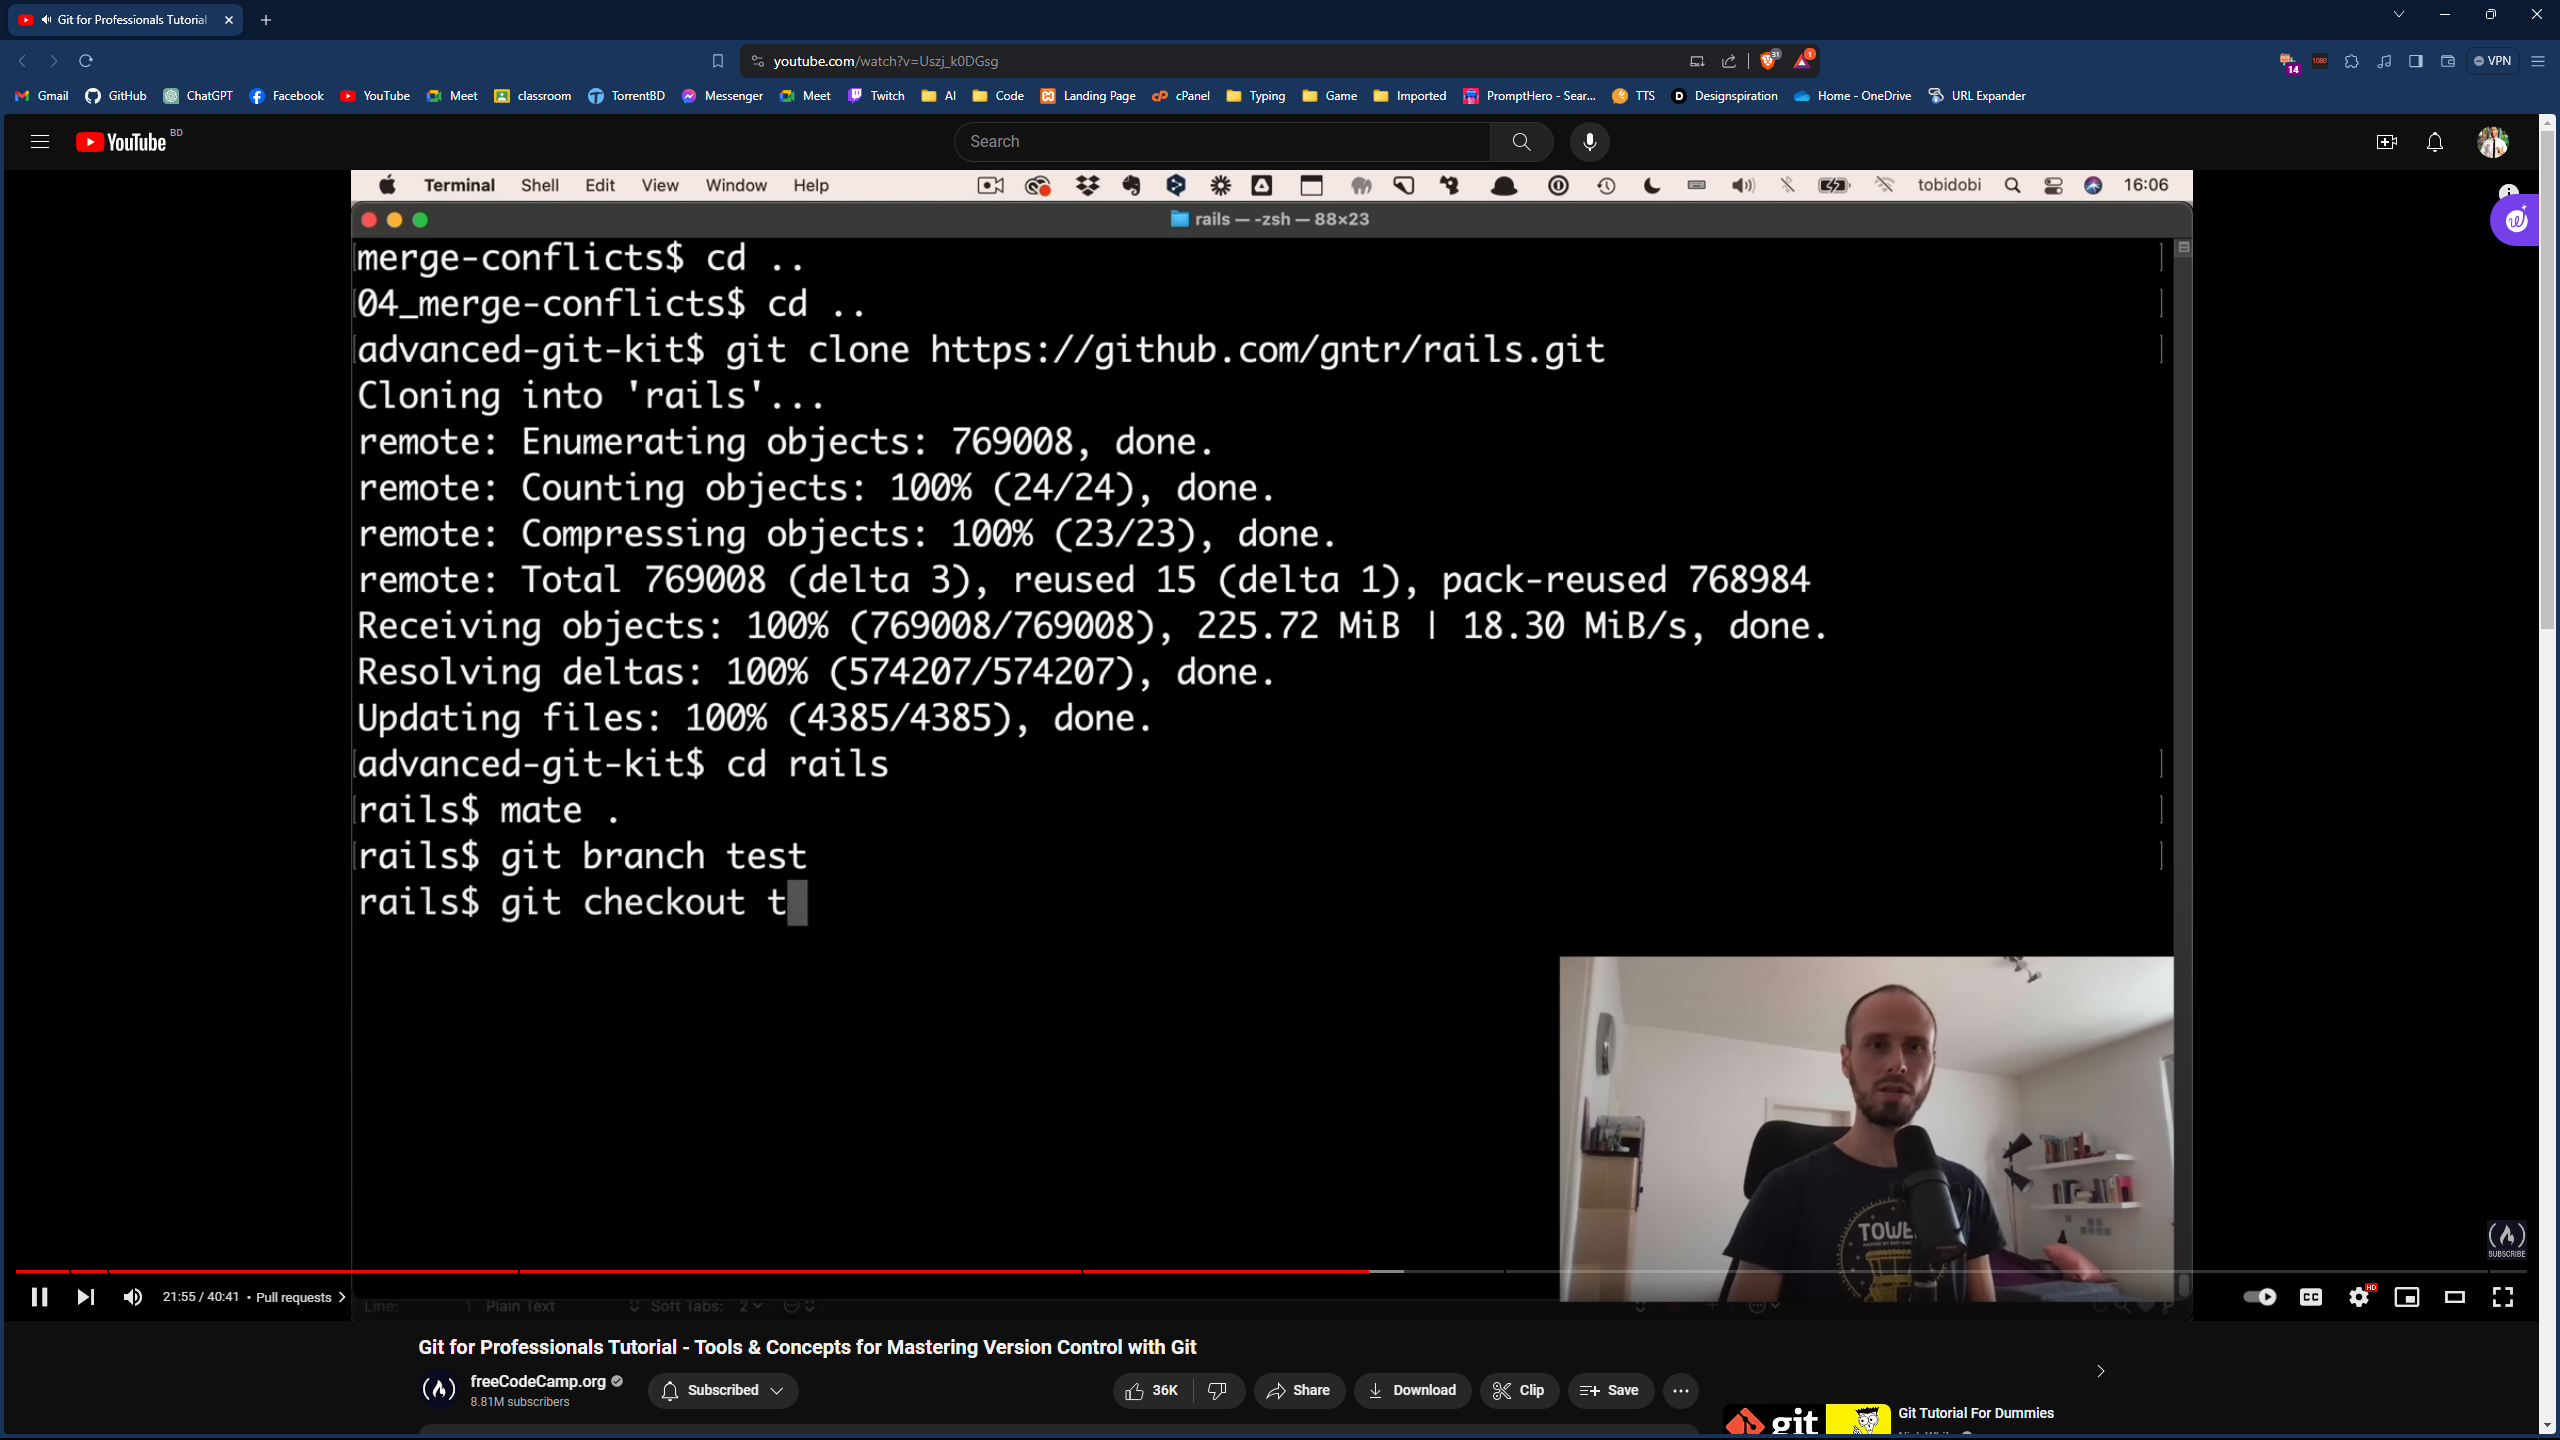 Git for Professionals Tutorial
youtube.com/watch?v=Uszj_k0DGsg
31
1
14
1080
VPN
Gmail GitHub ChatGPT Facebook YouTube Meet classroom TorrentBD Messenger Meet Twitch AI Code Landing Page cPanel Typing Game Imported PromptHero - Sear... TTS Designspiration Home - OneDrive URL Expander
YouTube BD
Search
Terminal Shell Edit View Window Help tobidobi 16:06
rails — -zsh — 88×23
merge-conflicts$ cd ..
04_merge-conflicts$ cd ..
advanced-git-kit$ git clone https://github.com/gntr/rails.git
Cloning into 'rails'...
remote: Enumerating objects: 769008, done.
remote: Counting objects: 100% (24/24), done.
remote: Compressing objects: 100% (23/23), done.
remote: Total 769008 (delta 3), reused 15 (delta 1), pack-reused 768984
Receiving objects: 100% (769008/769008), 225.72 MiB | 18.30 MiB/s, done.
Resolving deltas: 100% (574207/574207), done.
Updating files: 100% (4385/4385), done.
advanced-git-kit$ cd rails
rails$ mate .
rails$ git branch test
rails$ git checkout t
TOWE
SUBSCRIBE
21:55 / 40:41 • Pull requests
Line: 1 Plain Text Soft Tabs: 2
CC
HD
Git for Professionals Tutorial - Tools & Concepts for Mastering Version Control with Git
freeCodeCamp.org
8.81M subscribers
Subscribed
36K
Share
Download
Clip
Save
git
Git Tutorial For Dummies